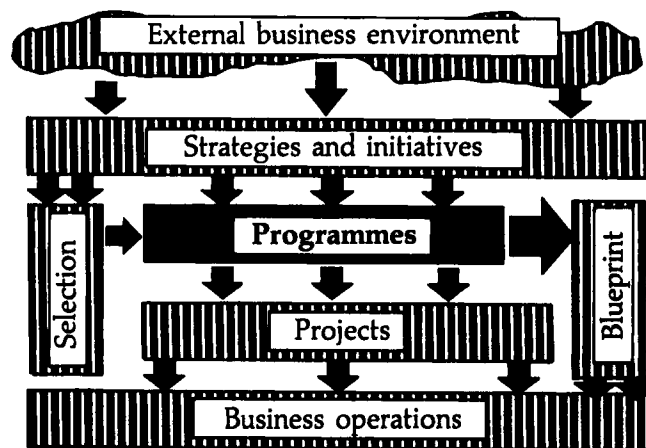 External business environment
Strategies and initiatives
Selection
Programmes
Blueprint
Projects
Business operations